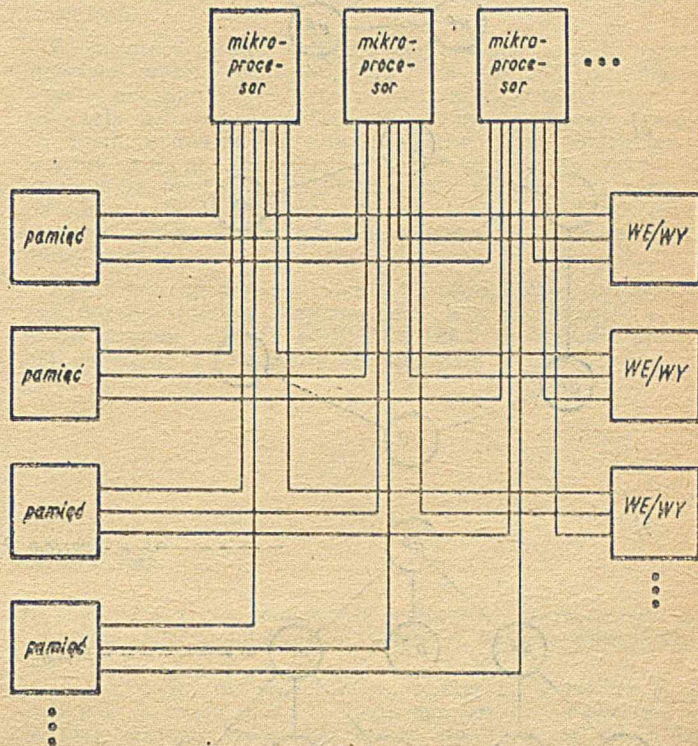 mikro-
proce-
sor
mikro-
proce-
sor
mikro-
proce-
sor
pamięć
WE/WY
pamięć
WE/WY
pamięć
WE/WY
pamięć